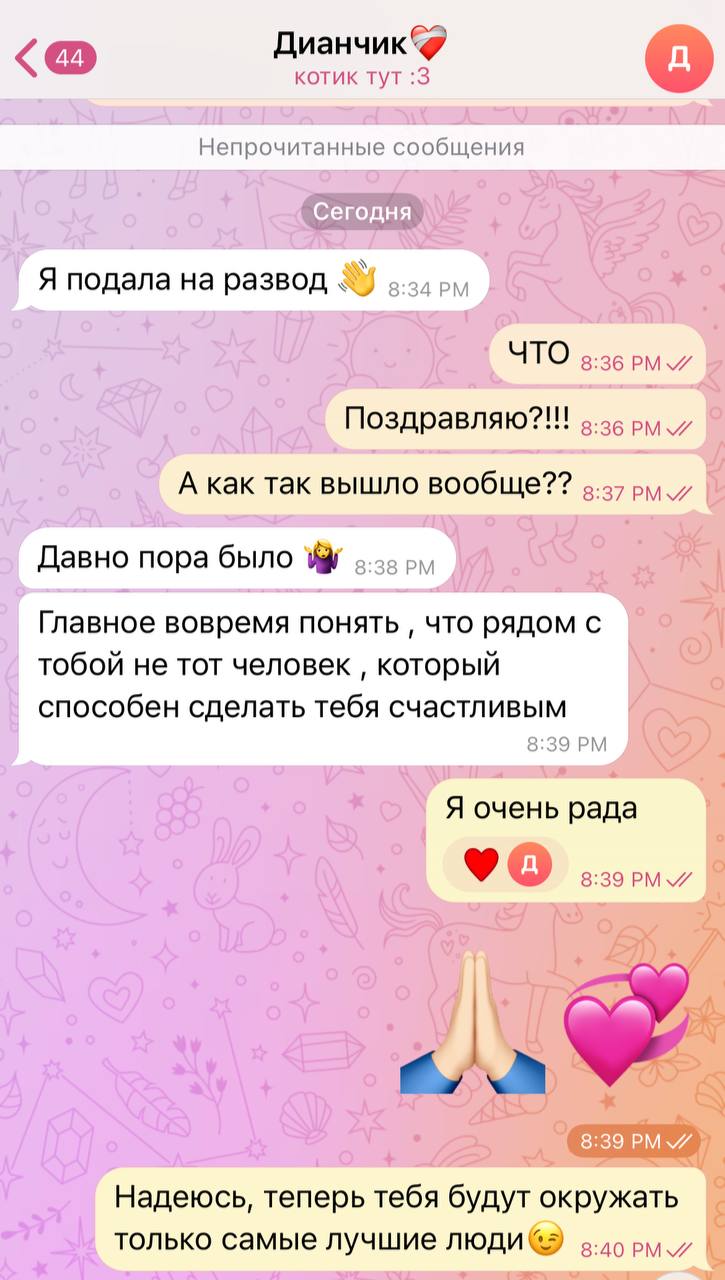 44
Дианчик❤️‍🩹
котик тут :3
Д
Непрочитанные сообщения
Сегодня
Я подала на развод 👋 8:34 PM
ЧТО 8:36 PM
Поздравляю?!!! 8:36 PM
А как так вышло вообще?? 8:37 PM
Давно пора было 🤷‍♀️ 8:38 PM
Главное вовремя понять , что рядом с
тобой не тот человек , который
способен сделать тебя счастливым
8:39 PM
Я очень рада
❤️ Д 8:39 PM
🙏🏻 💞
8:39 PM
Надеюсь, теперь тебя будут окружать
только самые лучшие люди😉 8:40 PM